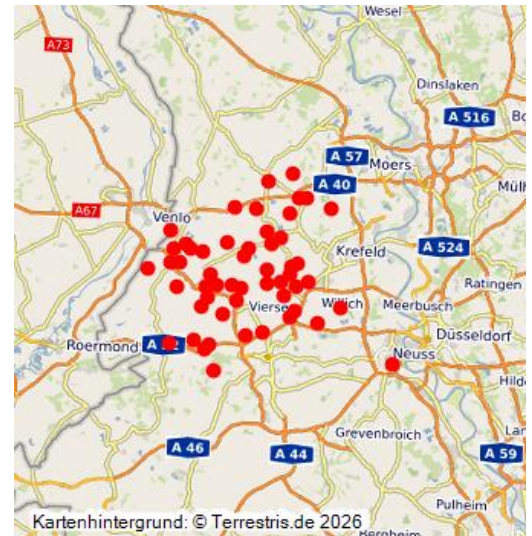 Wesel
A73
Dinslaken
A 516
A 57
Moers
A 40
A67
Venlo
A 524
Krefeld
Willich
Meerbusch
Düsseldorf
Roermond
Neuss
Ratingen
Grevenbroich
A 46
A 44
A 59
Pulheim
Bergheim
Kartenhintergrund: © Terrestris.de 2026